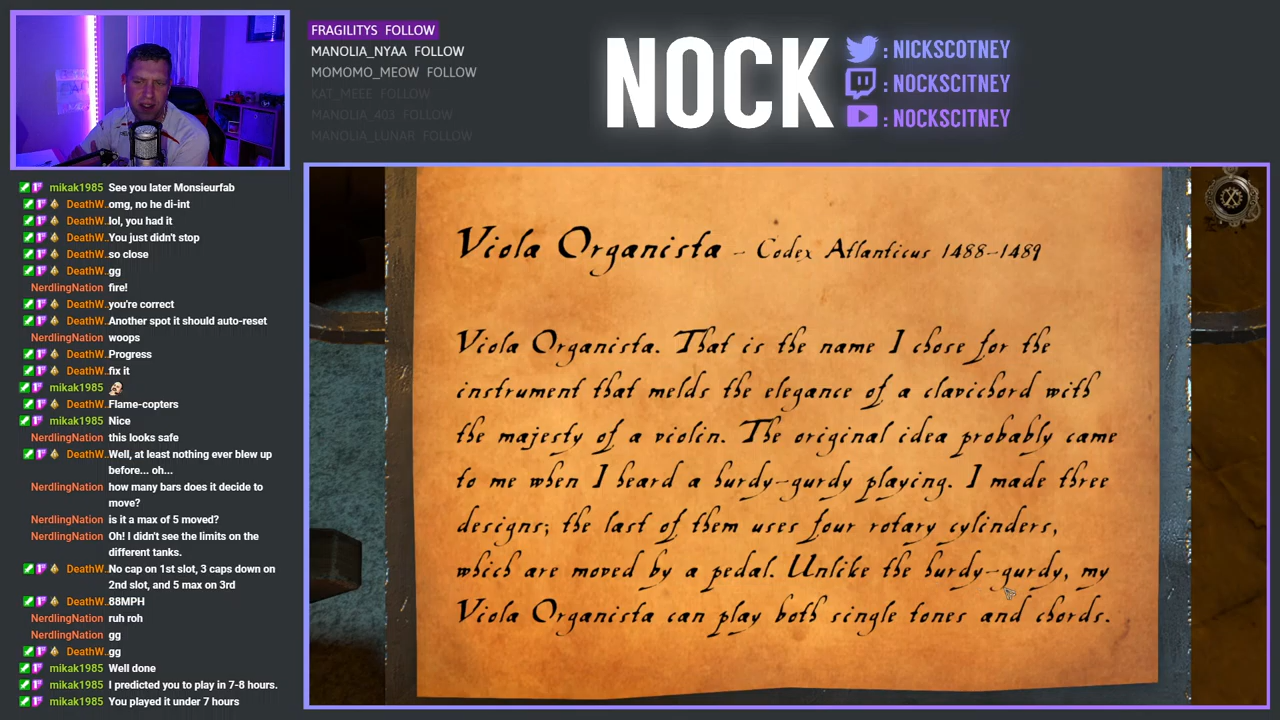 FRAGILITYS FOLLOW
MANOLIA_NYAA FOLLOW
MOMOMO_MEOW FOLLOW
KAT_MEEE FOLLOW
MANOLIA_403 FOLLOW
MANOLIA_LUNAR FOLLOW
NOCK
: NICKSCOTNEY
: NOCKSCITNEY
: NOCKSCITNEY
mikak1985 See you later Monsieurfab
DeathW.. omg, no he di-int
DeathW.. lol, you had it
DeathW.. You just didn't stop
DeathW.. so close
DeathW.. gg
NerdlingNation fire!
DeathW.. you're correct
DeathW.. Another spot it should auto-reset
NerdlingNation woops
DeathW.. Progress
DeathW.. fix it
mikak1985
DeathW.. Flame-copters
mikak1985 Nice
NerdlingNation this looks safe
DeathW.. Well, at least nothing ever blew up
before... oh...
NerdlingNation how many bars does it decide to
move?
NerdlingNation is it a max of 5 moved?
NerdlingNation Oh! I didn't see the limits on the
different tanks.
DeathW.. No cap on 1st slot, 3 caps down on
2nd slot, and 5 max on 3rd
DeathW.. 88MPH
NerdlingNation ruh roh
NerdlingNation gg
DeathW.. gg
mikak1985 Well done
mikak1985 I predicted you to play in 7-8 hours.
mikak1985 You played it under 7 hours
Viola Organista - Codex Atlanticus 1488-1489
Viola Organista. That is the name I chose for the
instrument that melds the elegance of a clavichord with
the majesty of a violin. The original idea probably came
to me when I heard a hurdy-gurdy playing. I made three
designs; the last of them uses four rotary cylinders,
which are moved by a pedal. Unlike the hurdy-gurdy, my
Viola Organista can play both single tones and chords.